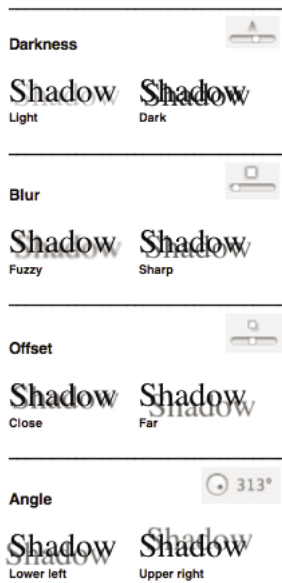 Darkness
A
Shadow Shadow
Light Dark
Blur
Shadow Shadow
Fuzzy Sharp
Offset
Shadow Shadow
Close Far
313°
Angle
Shadow Shadow
Lower left Upper right